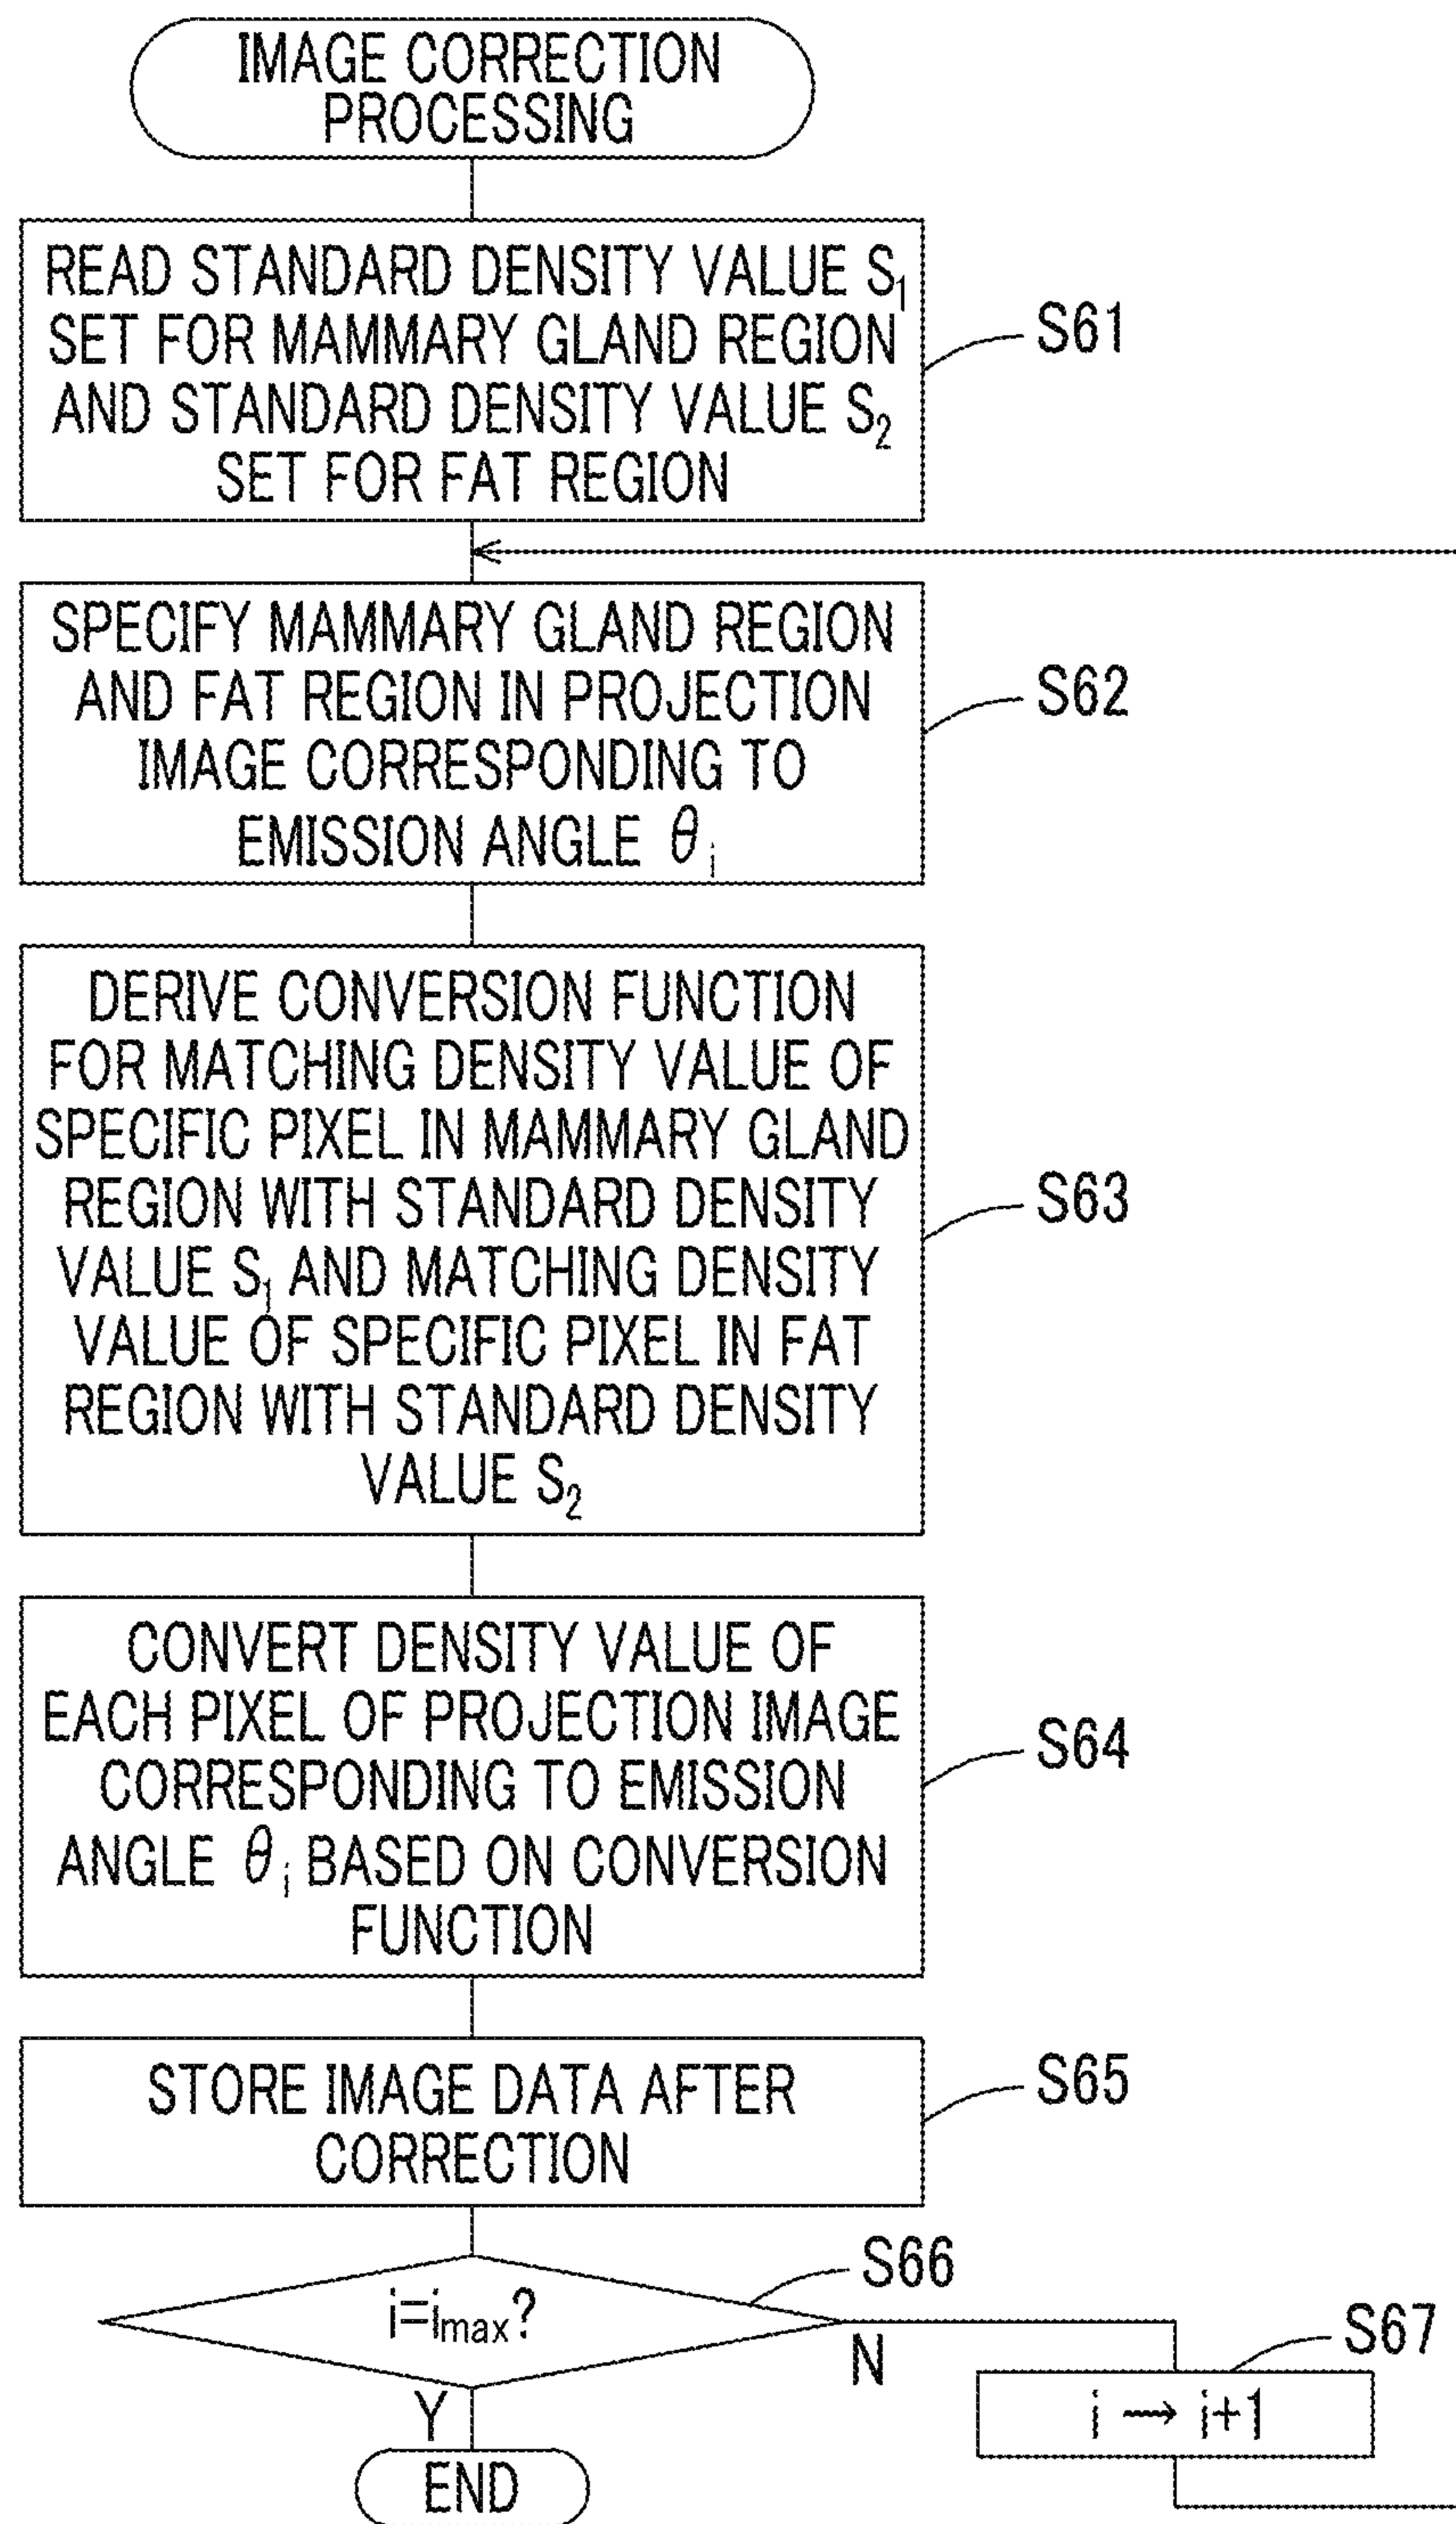 IMAGE CORRECTION
PROCESSING
READ STANDARD DENSITY VALUE S₁
SET FOR MAMMARY GLAND REGION
AND STANDARD DENSITY VALUE S₂
SET FOR FAT REGION
S61
SPECIFY MAMMARY GLAND REGION
AND FAT REGION IN PROJECTION
IMAGE CORRESPONDING TO
EMISSION ANGLE θᵢ
S62
DERIVE CONVERSION FUNCTION
FOR MATCHING DENSITY VALUE OF
SPECIFIC PIXEL IN MAMMARY GLAND
REGION WITH STANDARD DENSITY
VALUE S₁ AND MATCHING DENSITY
VALUE OF SPECIFIC PIXEL IN FAT
REGION WITH STANDARD DENSITY
VALUE S₂
S63
CONVERT DENSITY VALUE OF
EACH PIXEL OF PROJECTION IMAGE
CORRESPONDING TO EMISSION
ANGLE θᵢ BASED ON CONVERSION
FUNCTION
S64
STORE IMAGE DATA AFTER
CORRECTION
S65
i=imax?
S66
N
S67
i → i+1
Y
END